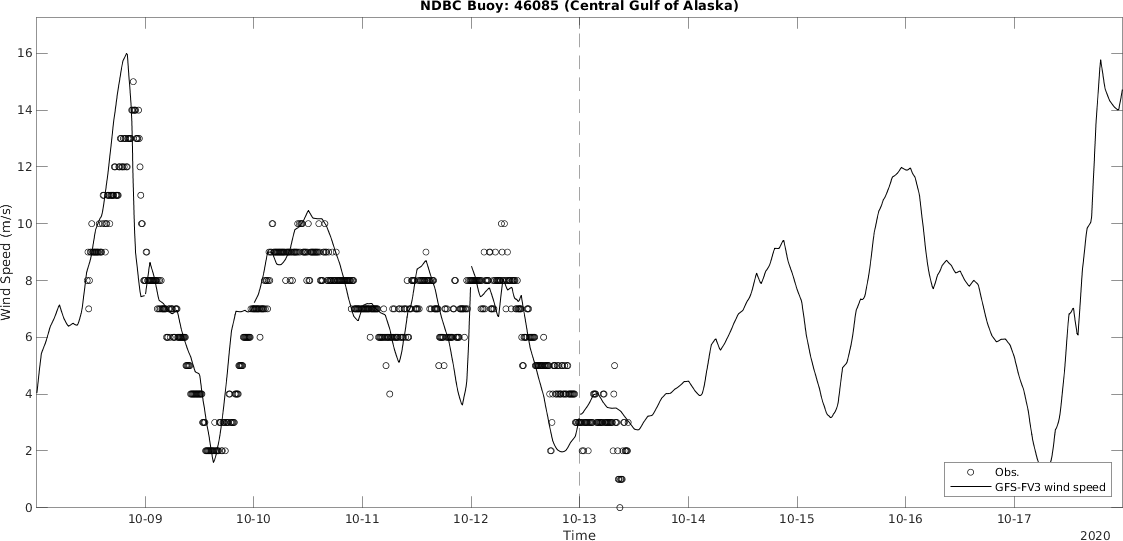 NDBC Buoy: 46085 (Central Gulf of Alaska)
Wind Speed (m/s)
16
14
12
10
8
6
4
2
0
10-09 10-10 10-11 10-12 10-13 10-14 10-15 10-16 10-17
Time
2020
Obs.
GFS-FV3 wind speed